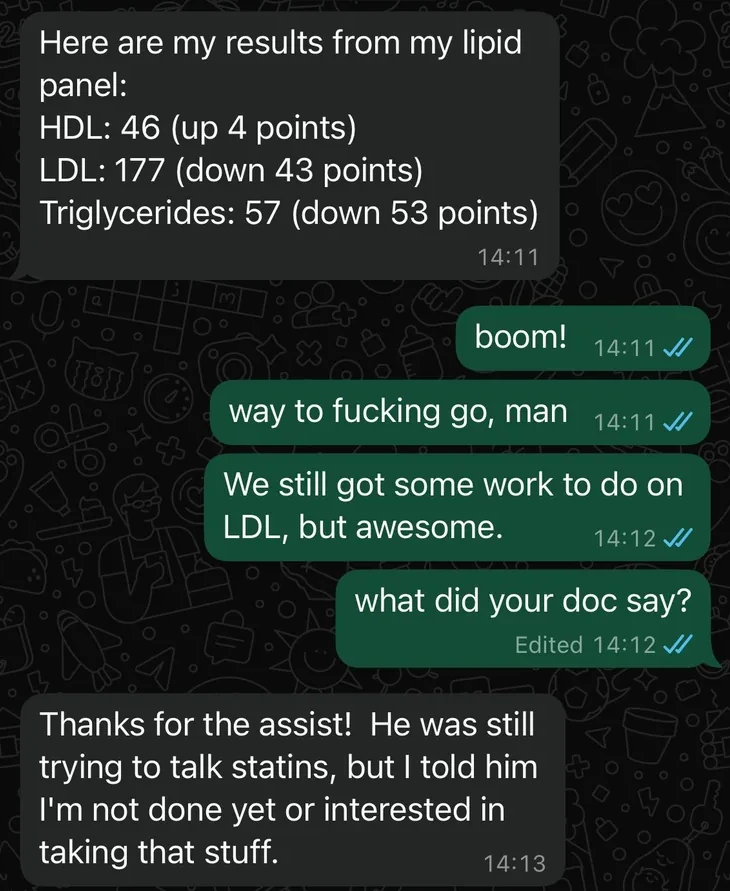 Here are my results from my lipid
panel:
HDL: 46 (up 4 points)
LDL: 177 (down 43 points)
Triglycerides: 57 (down 53 points)
14:11
boom! 14:11
way to fucking go, man 14:11
We still got some work to do on
LDL, but awesome. 14:12
what did your doc say?
Edited 14:12
Thanks for the assist!  He was still
trying to talk statins, but I told him
I'm not done yet or interested in
taking that stuff. 14:13